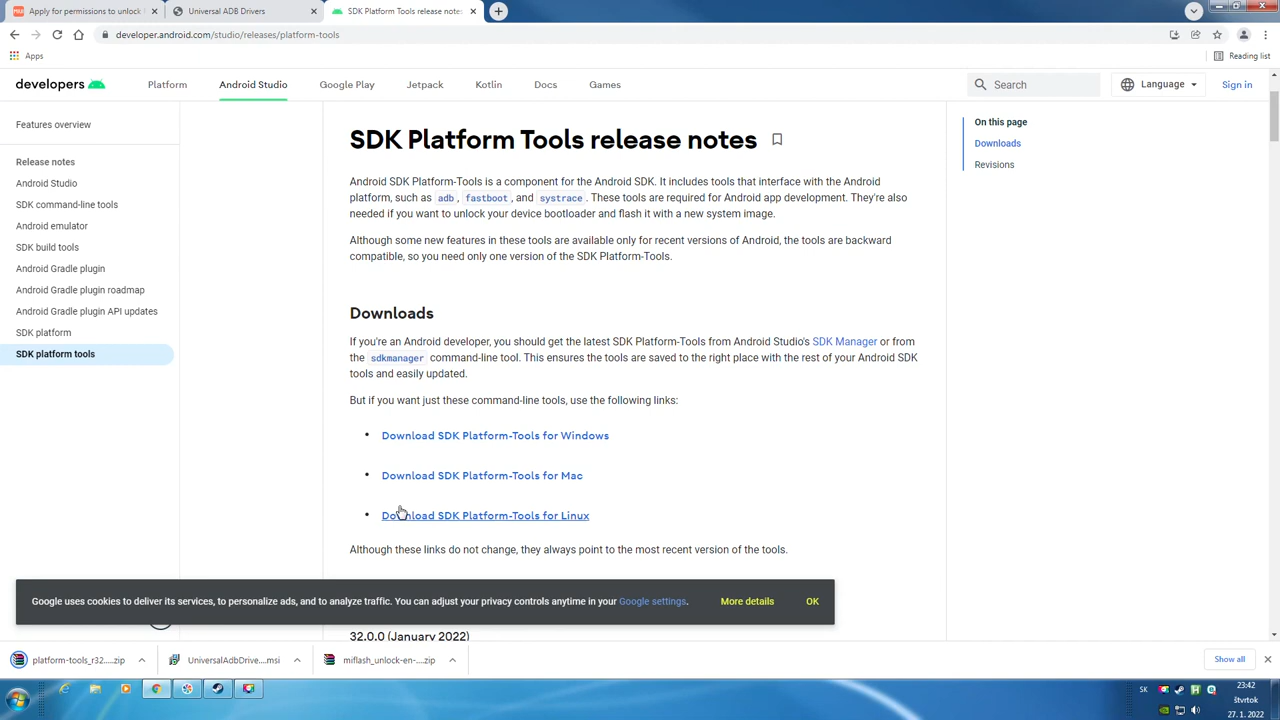 Apply for permissions to unlock
Universal ADB Drivers
SDK Platform Tools release notes
developer.android.com/studio/releases/platform-tools
Apps
Reading list
developers
Platform
Android Studio
Google Play
Jetpack
Kotlin
Docs
Games
Search
Language
Sign in
Features overview
Release notes
Android Studio
SDK command-line tools
Android emulator
SDK build tools
Android Gradle plugin
Android Gradle plugin roadmap
Android Gradle plugin API updates
SDK platform
SDK platform tools
SDK Platform Tools release notes
Android SDK Platform-Tools is a component for the Android SDK. It includes tools that interface with the Android
platform, such as adb, fastboot, and systrace. These tools are required for Android app development. They're also
needed if you want to unlock your device bootloader and flash it with a new system image.
Although some new features in these tools are available only for recent versions of Android, the tools are backward
compatible, so you need only one version of the SDK Platform-Tools.
Downloads
If you're an Android developer, you should get the latest SDK Platform-Tools from Android Studio's SDK Manager or from
the sdkmanager command-line tool. This ensures the tools are saved to the right place with the rest of your Android SDK
tools and easily updated.
But if you want just these command-line tools, use the following links:
• Download SDK Platform-Tools for Windows
• Download SDK Platform-Tools for Mac
• Download SDK Platform-Tools for Linux
Although these links do not change, they always point to the most recent version of the tools.
On this page
Downloads
Revisions
Google uses cookies to deliver its services, to personalize ads, and to analyze traffic. You can adjust your privacy controls anytime in your Google settings.
More details
OK
32.0.0 (January 2022)
platform-tools_r32....zip
UniversalAdbDrive....msi
miflash_unlock-en-....zip
Show all
SK
23:42
štvrtok
27. 1. 2022